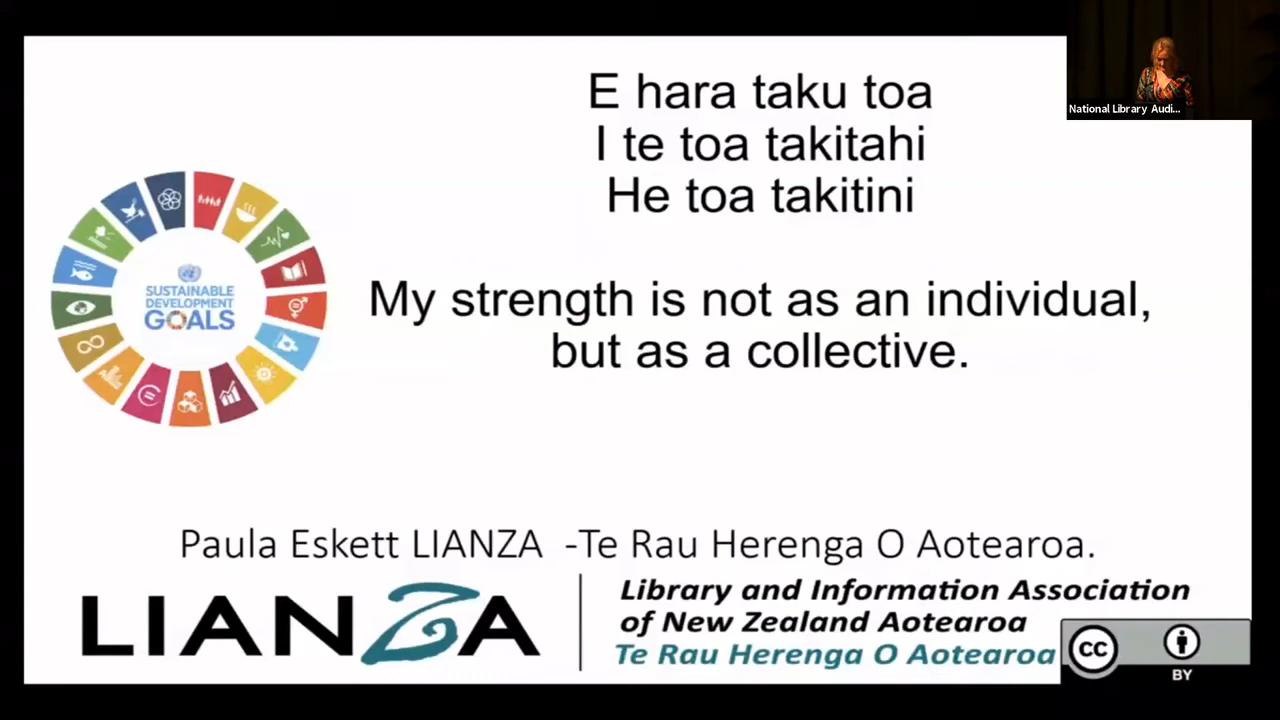 E hara taku toa
I te toa takitahi
He toa takitini
National Library Audi...
SUSTAINABLE
DEVELOPMENT
GOALS
My strength is not as an individual,
but as a collective.
Paula Eskett LIANZA -Te Rau Herenga O Aotearoa.
LIANZA
Library and Information Association
of New Zealand Aotearoa
Te Rau Herenga O Aotearoa
CC
BY